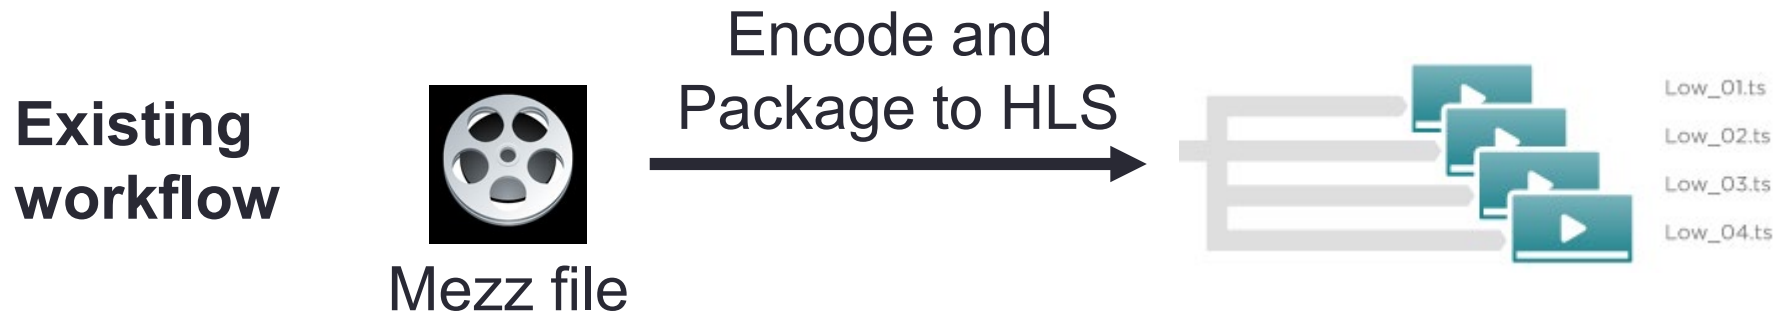 Existing
workflow
Mezz file
Encode and
Package to HLS
Low_01.ts
Low_02.ts
Low_03.ts
Low_04.ts